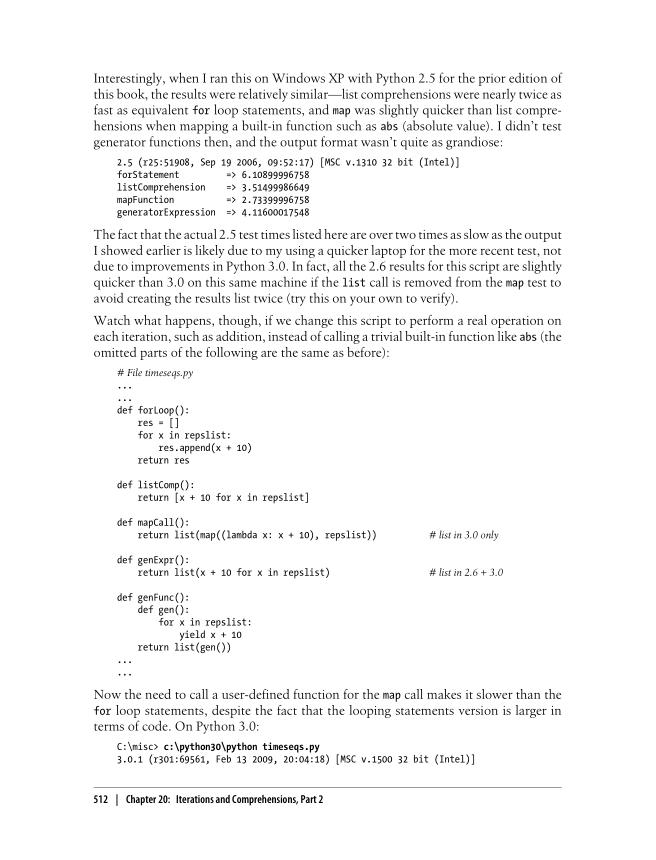 Interestingly, when I ran this on Windows XP with Python 2.5 for the prior edition of
this book, the results were relatively similar—list comprehensions were nearly twice as
fast as equivalent for loop statements, and map was slightly quicker than list compre-
hensions when mapping a built-in function such as abs (absolute value). I didn't test
generator functions then, and the output format wasn't quite as grandiose:
2.5 (r25:51908, Sep 19 2006, 09:52:17) [MSC v.1310 32 bit (Intel)]
forStatement => 6.10899996758
listComprehension => 3.51499986649
mapFunction => 2.73399996758
generatorExpression => 4.11600017548
The fact that the actual 2.5 test times listed here are over two times as slow as the output
I showed earlier is likely due to my using a quicker laptop for the more recent test, not
due to improvements in Python 3.0. In fact, all the 2.6 results for this script are slightly
quicker than 3.0 on this same machine if the list call is removed from the map test to
avoid creating the results list twice (try this on your own to verify).
Watch what happens, though, if we change this script to perform a real operation on
each iteration, such as addition, instead of calling a trivial built-in function like abs (the
omitted parts of the following are the same as before):
# File timeseqs.py
...
...
def forLoop():
    res = []
    for x in repslist:
        res.append(x + 10)
    return res
def listComp():
    return [x + 10 for x in repslist]
def mapCall():
    return list(map((lambda x: x + 10), repslist)) # list in 3.0 only
def genExpr():
    return list(x + 10 for x in repslist) # list in 2.6 + 3.0
def genFunc():
    def gen():
        for x in repslist:
            yield x + 10
    return list(gen())
...
...
Now the need to call a user-defined function for the map call makes it slower than the
for loop statements, despite the fact that the looping statements version is larger in
terms of code. On Python 3.0:
C:\misc> c:\python30\python timeseqs.py
3.0.1 (r301:69561, Feb 13 2009, 20:04:18) [MSC v.1500 32 bit (Intel)]
512 | Chapter 20: Iterations and Comprehensions, Part 2